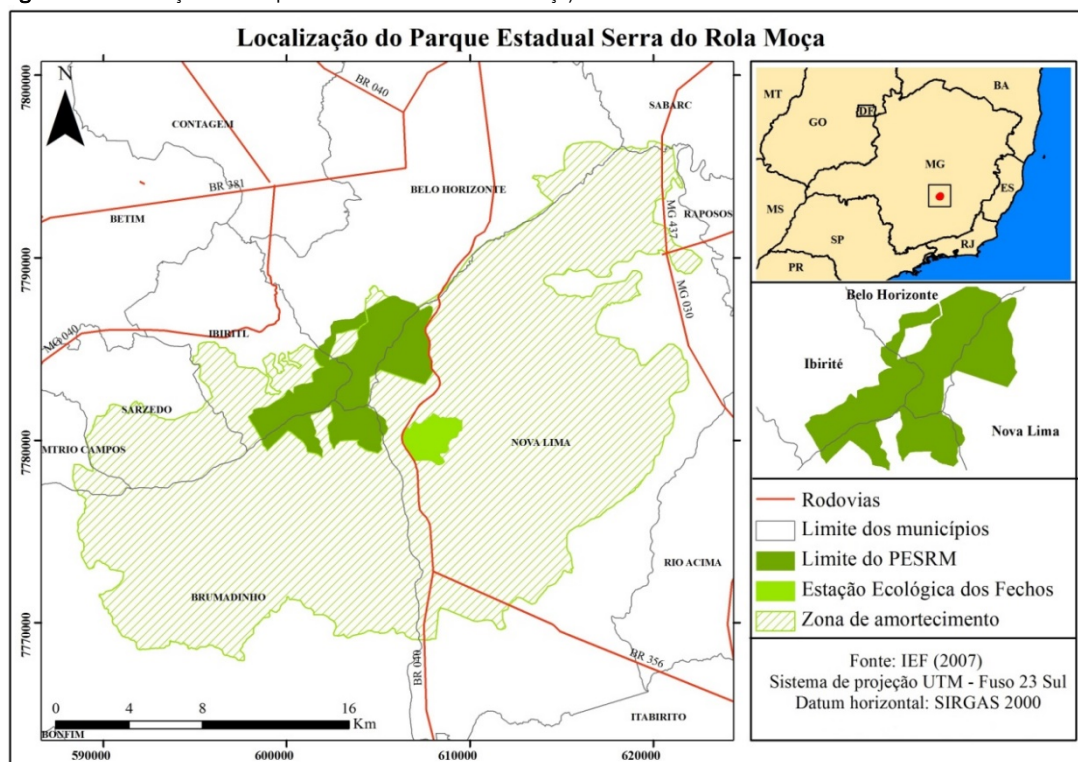 Localização do Parque Estadual Serra do Rola Moça
N
7800000
7790000
7780000
7770000
590000
600000
610000
620000
BR 040
CONTAGEM
SABARC
BR 381
BELO HORIZONTE
BETIM
MG 437
RAPOSOS
MG 030
MG 040
IBIRITL
SARZEDO
MTRIO CAMPOS
NOVA LIMA
RIO ACIMA
BRUMADINHO
BR 040
BR 356
ITABIRITO
BONFIM
0 4 8 16
Km
MT
GO
DF
BA
MG
ES
MS
SP
RJ
PR
Belo Horizonte
Ibirité
Nova Lima
Rodovias
Limite dos municípios
Limite do PESRM
Estação Ecológica dos Fechos
Zona de amortecimento
Fonte: IEF (2007)
Sistema de projeção UTM - Fuso 23 Sul
Datum horizontal: SIRGAS 2000